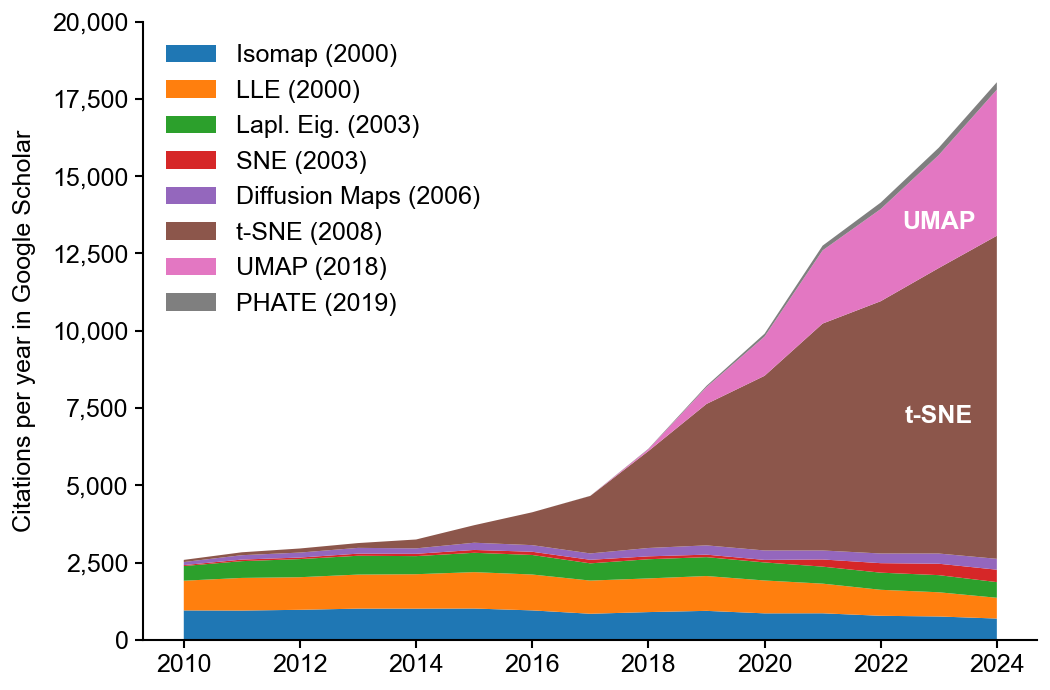 20,000
17,500
15,000
12,500
10,000
7,500
5,000
2,500
0
Citations per year in Google Scholar
Isomap (2000)
LLE (2000)
Lapl. Eig. (2003)
SNE (2003)
Diffusion Maps (2006)
t-SNE (2008)
UMAP (2018)
PHATE (2019)
UMAP
t-SNE
2010 2012 2014 2016 2018 2020 2022 2024